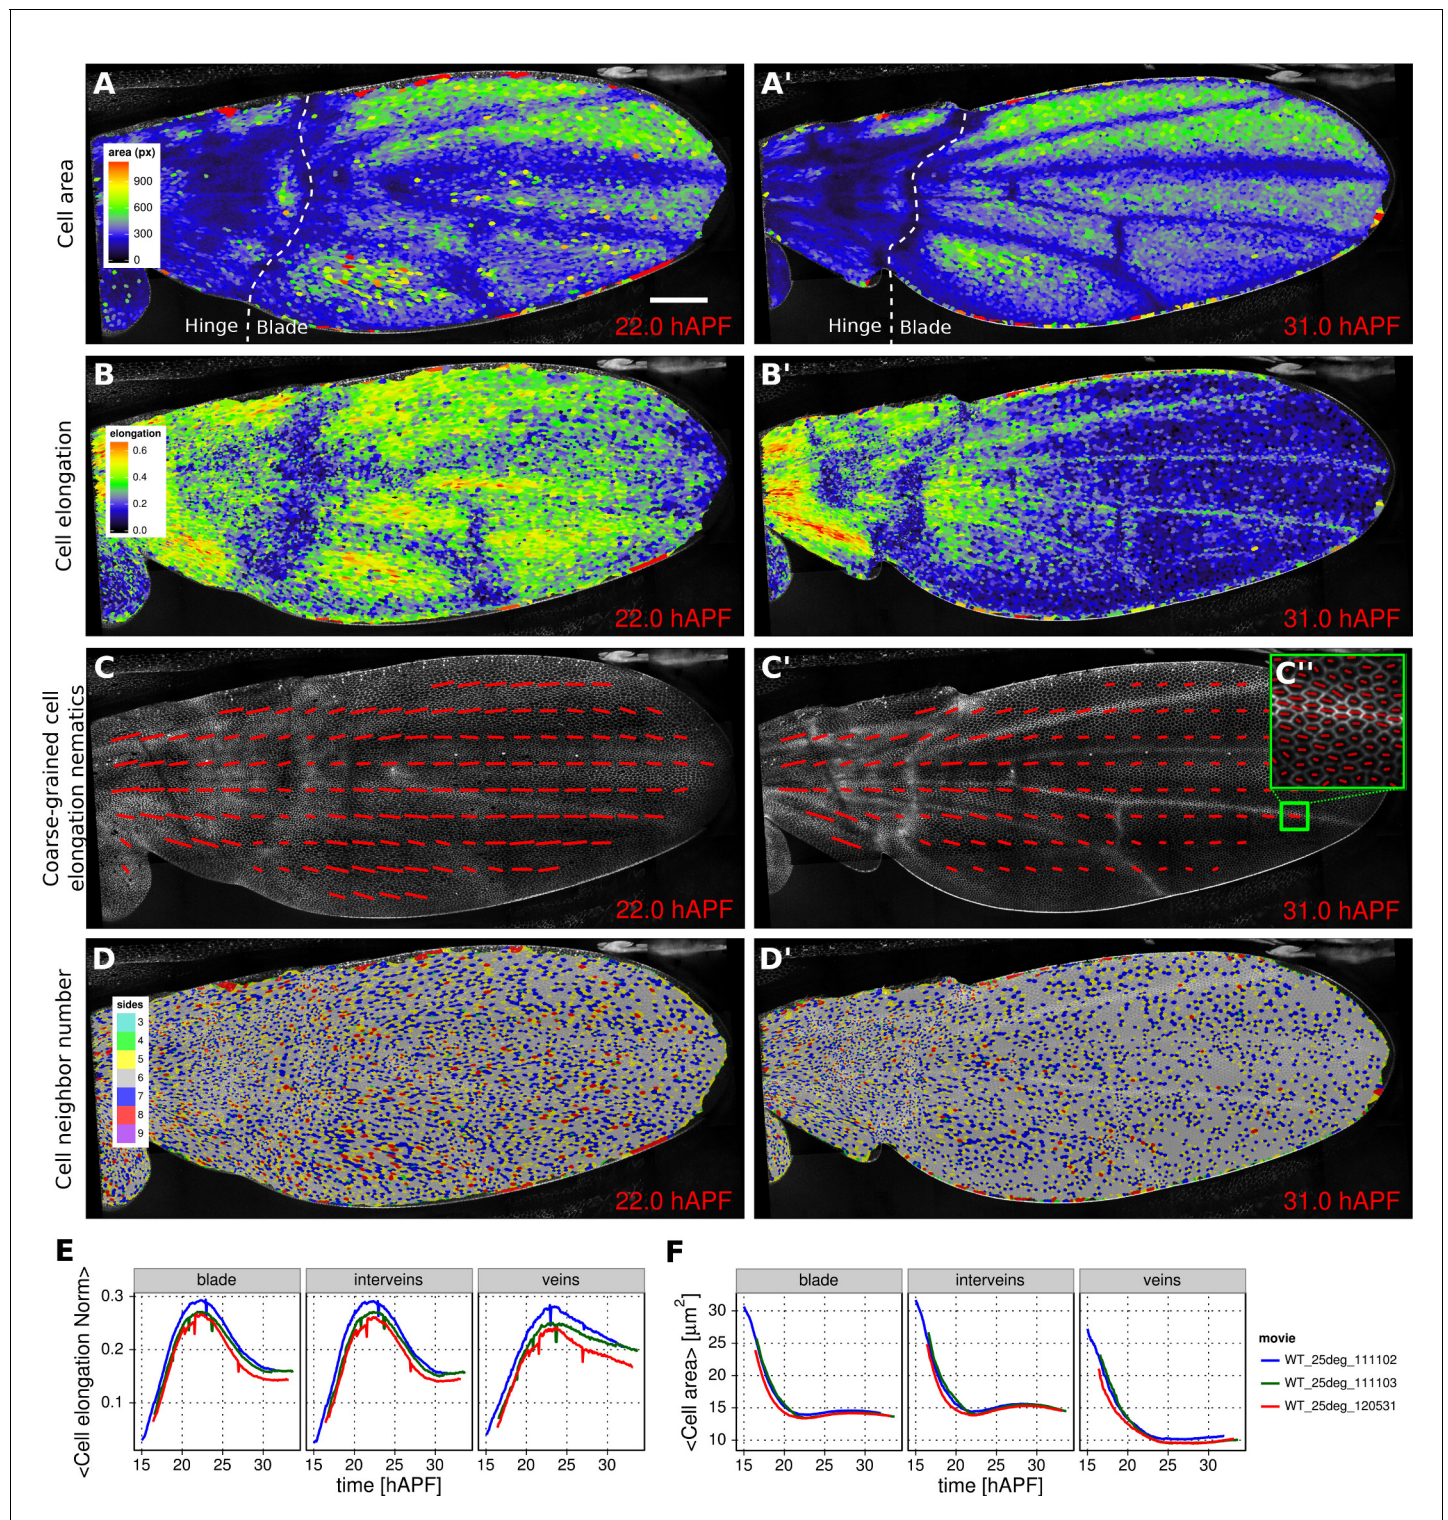 A
A'
Cell area
area (px)
900
600
300
0
Hinge
Blade
22.0 hAPF
Hinge
Blade
31.0 hAPF
B
B'
Cell elongation
elongation
0.6
0.4
0.2
0.0
22.0 hAPF
31.0 hAPF
C
C'
C''
Coarse-grained cell
elongation nematics
22.0 hAPF
31.0 hAPF
D
D'
Cell neighbor number
sides
3
4
5
6
7
8
9
22.0 hAPF
31.0 hAPF
E
<Cell elongation Norm>
blade
interveins
veins
0.3
0.2
0.1
15 20 25 30
15 20 25 30
15 20 25 30
time [hAPF]
F
<Cell area> [µm²]
blade
interveins
veins
30
25
20
15
10
15 20 25 30
15 20 25 30
15 20 25 30
time [hAPF]
movie
WT_25deg_111102
WT_25deg_111103
WT_25deg_120531